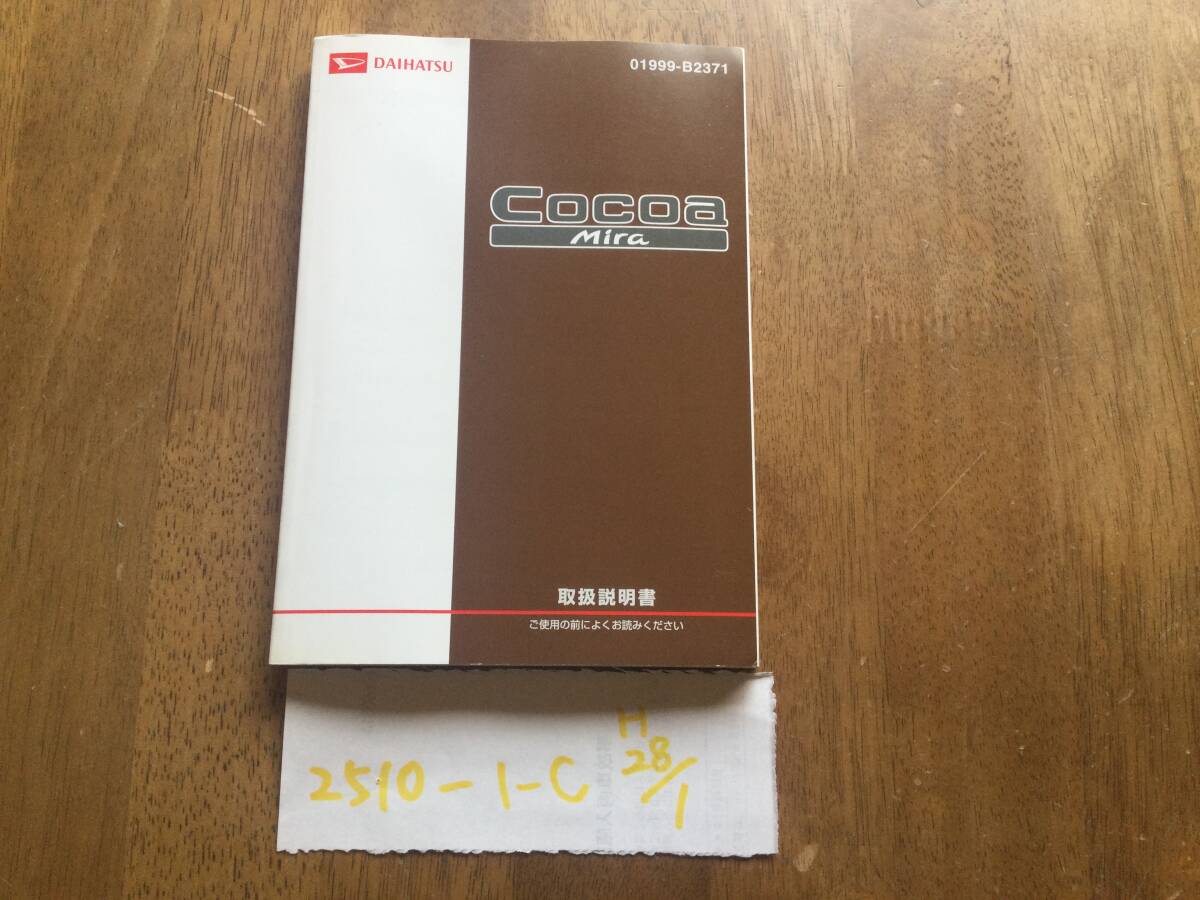 DAIHATSU
01999-B2371
Cocoa
Mira
取扱説明書
ご使用の前によくお読みください
2510-1-C
H
28/1